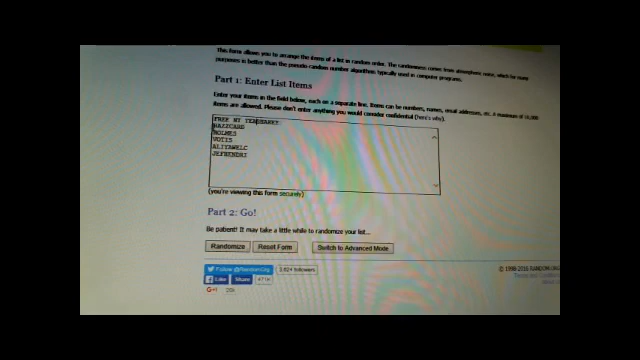 This form allows you to arrange the items of a list in random order. The randomness comes from atmospheric noise, which for many
purposes is better than the pseudo-random number algorithms typically used in computer programs.
Part 1: Enter List Items
Enter your items in the field below, each on a separate line. Items can be numbers, names, email addresses, etc. A maximum of 10,000
items are allowed. Please don't enter anything you would consider confidential (here's why).
FREE NT
HOLMES
(you're viewing this form securely)
Part 2: Go!
Be patient! It may take a little while to randomize your list...
Randomize Reset Form Switch to Advanced Mode
Follow @RandomOrg
followers
Like Share
G+1
© 1998-2016 RANDOM.ORG